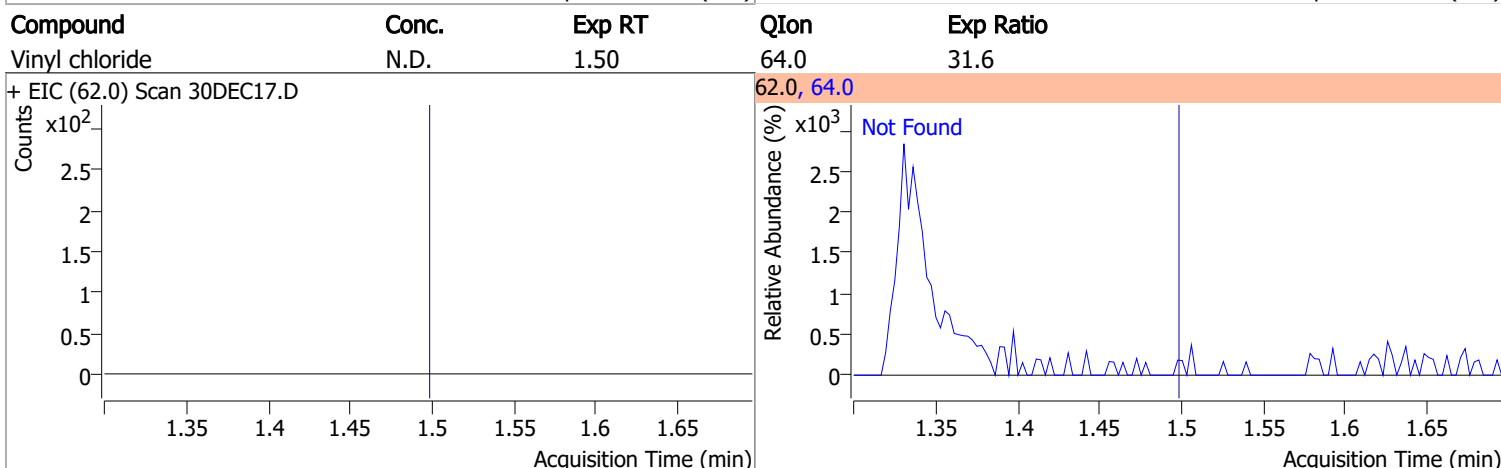 Compound Conc. Exp RT QIon Exp Ratio
Vinyl chloride N.D. 1.50 64.0 31.6
+ EIC (62.0) Scan 30DEC17.D
Counts
x10²
2.5
2
1.5
1
0.5
0
1.35 1.4 1.45 1.5 1.55 1.6 1.65
Acquisition Time (min)
62.0, 64.0
Relative Abundance (%)
x10³
Not Found
2.5
2
1.5
1
0.5
0
1.35 1.4 1.45 1.5 1.55 1.6 1.65
Acquisition Time (min)